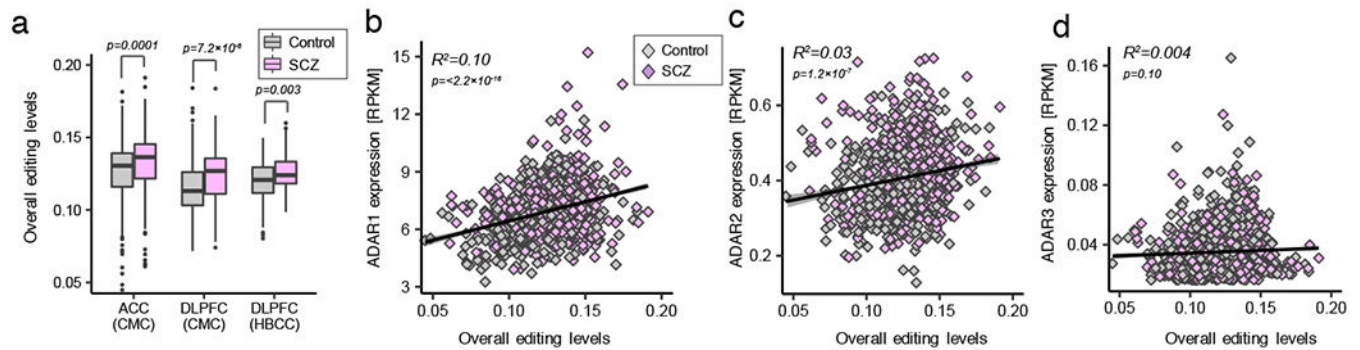 a
p=0.0001
p=7.2×10⁻⁸
Control
SCZ
p=0.003
0.20
0.15
0.10
0.05
Overall editing levels
ACC
(CMC)
DLPFC
(CMC)
DLPFC
(HBCC)
b
R²=0.10
p=<2.2×10⁻¹⁶
Control
SCZ
15
12
9
6
3
ADAR1 expression [RPKM]
0.05
0.10
0.15
0.20
Overall editing levels
c
R²=0.03
p=1.2×10⁻⁷
0.6
0.4
0.2
ADAR2 expression [RPKM]
0.05
0.10
0.15
0.20
Overall editing levels
d
R²=0.004
p=0.10
0.16
0.12
0.08
0.04
ADAR3 expression [RPKM]
0.05
0.10
0.15
0.20
Overall editing levels